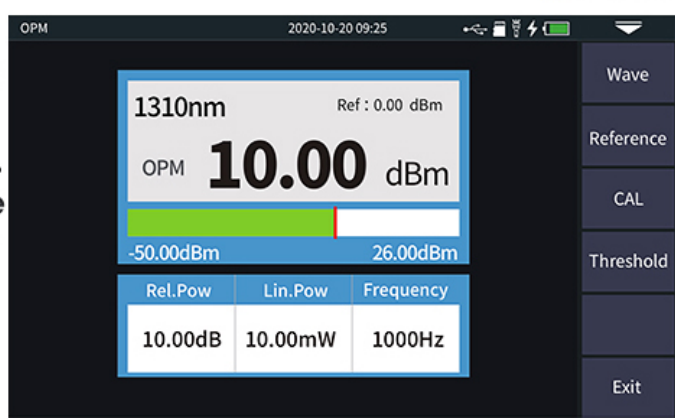 OPM 2020-10-20 09:25
Wave
1310nm Ref : 0.00 dBm
Reference
OPM 10.00 dBm
CAL
-50.00dBm 26.00dBm
Threshold
Rel.Pow Lin.Pow Frequency
10.00dB 10.00mW 1000Hz
Exit